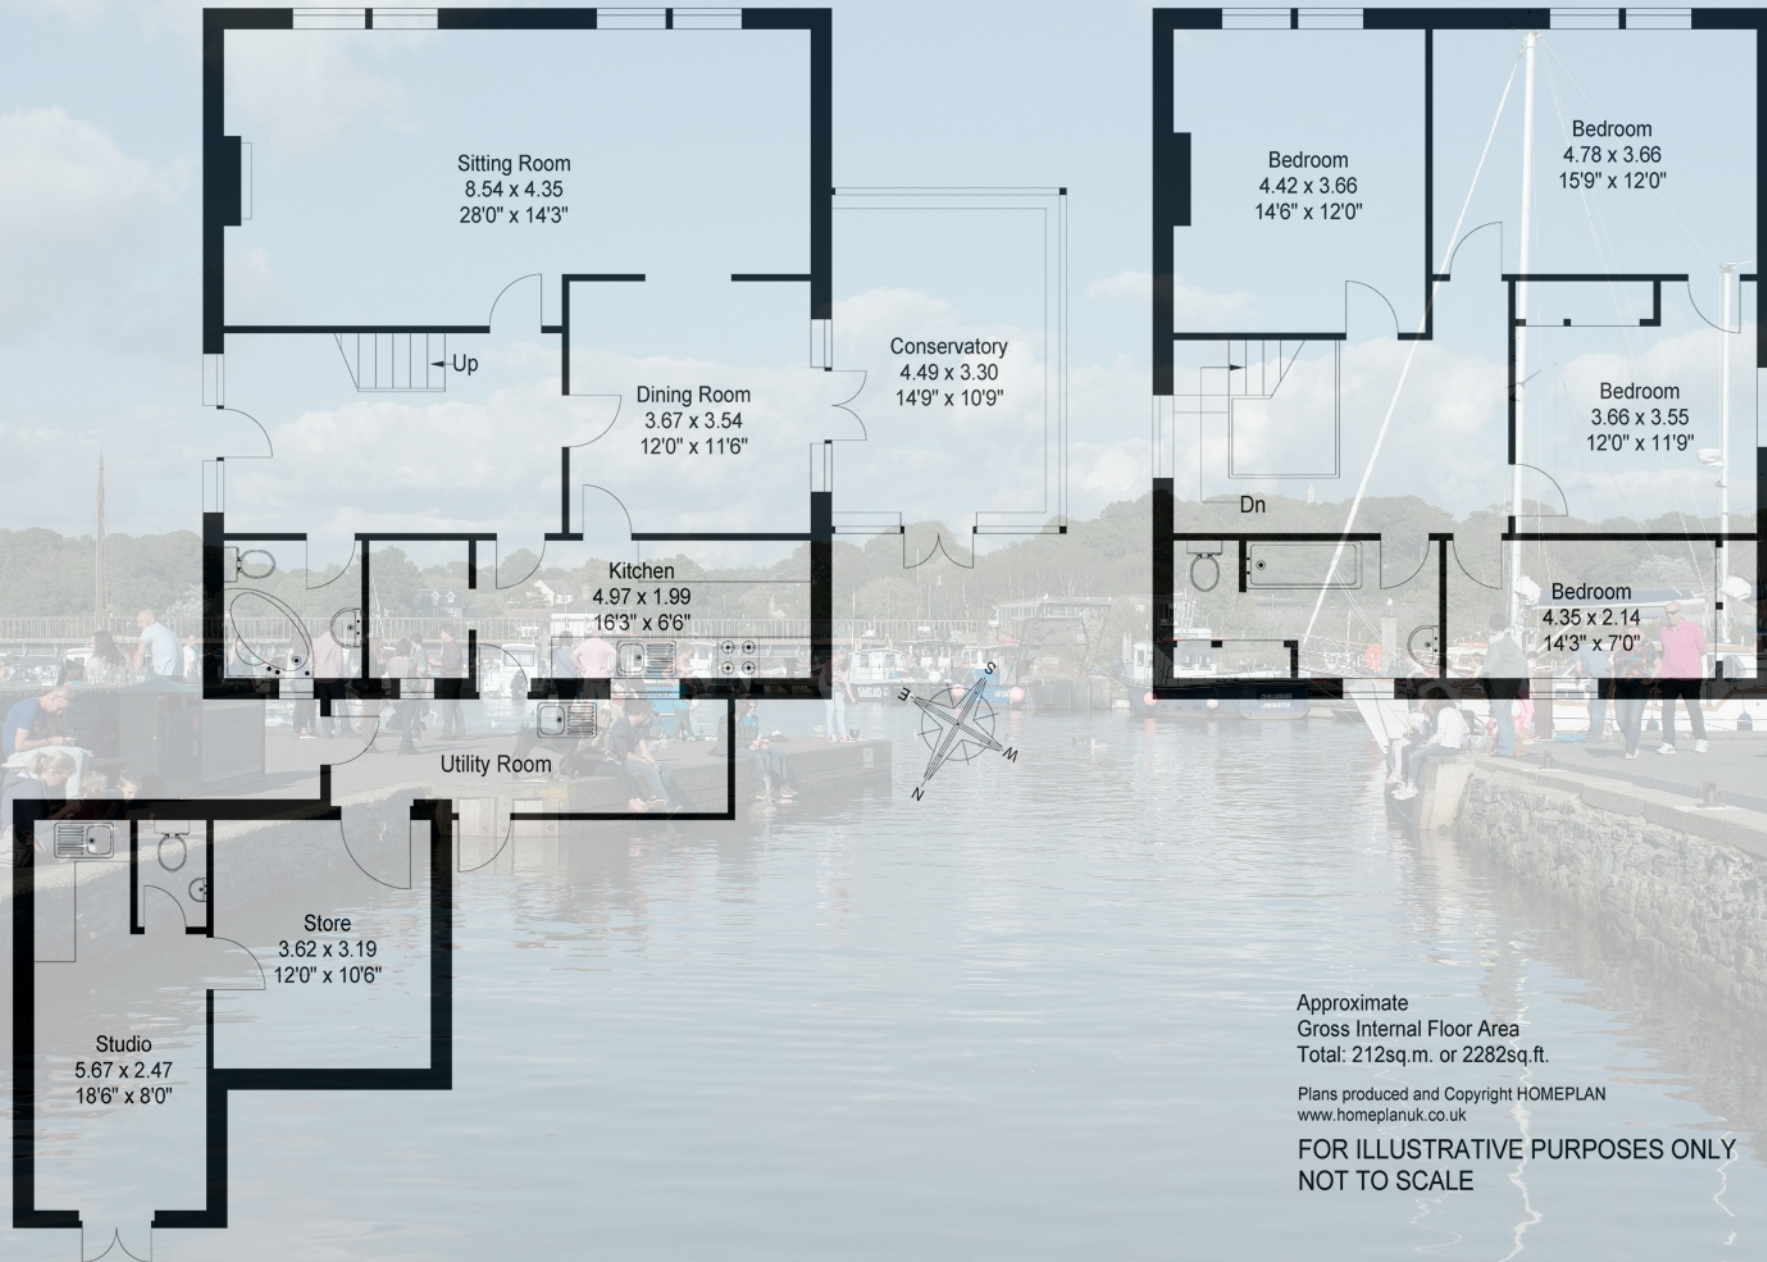 Sitting Room
8.54 x 4.35
28'0" x 14'3"
Up
Dining Room
3.67 x 3.54
12'0" x 11'6"
Conservatory
4.49 x 3.30
14'9" x 10'9"
Kitchen
4.97 x 1.99
16'3" x 6'6"
Utility Room
Store
3.62 x 3.19
12'0" x 10'6"
Studio
5.67 x 2.47
18'6" x 8'0"
S
E
W
N
Bedroom
4.42 x 3.66
14'6" x 12'0"
Bedroom
4.78 x 3.66
15'9" x 12'0"
Bedroom
3.66 x 3.55
12'0" x 11'9"
Dn
Bedroom
4.35 x 2.14
14'3" x 7'0"
Approximate
Gross Internal Floor Area
Total: 212sq.m. or 2282sq.ft.
Plans produced and Copyright HOMEPLAN
www.homeplanuk.co.uk
FOR ILLUSTRATIVE PURPOSES ONLY
NOT TO SCALE